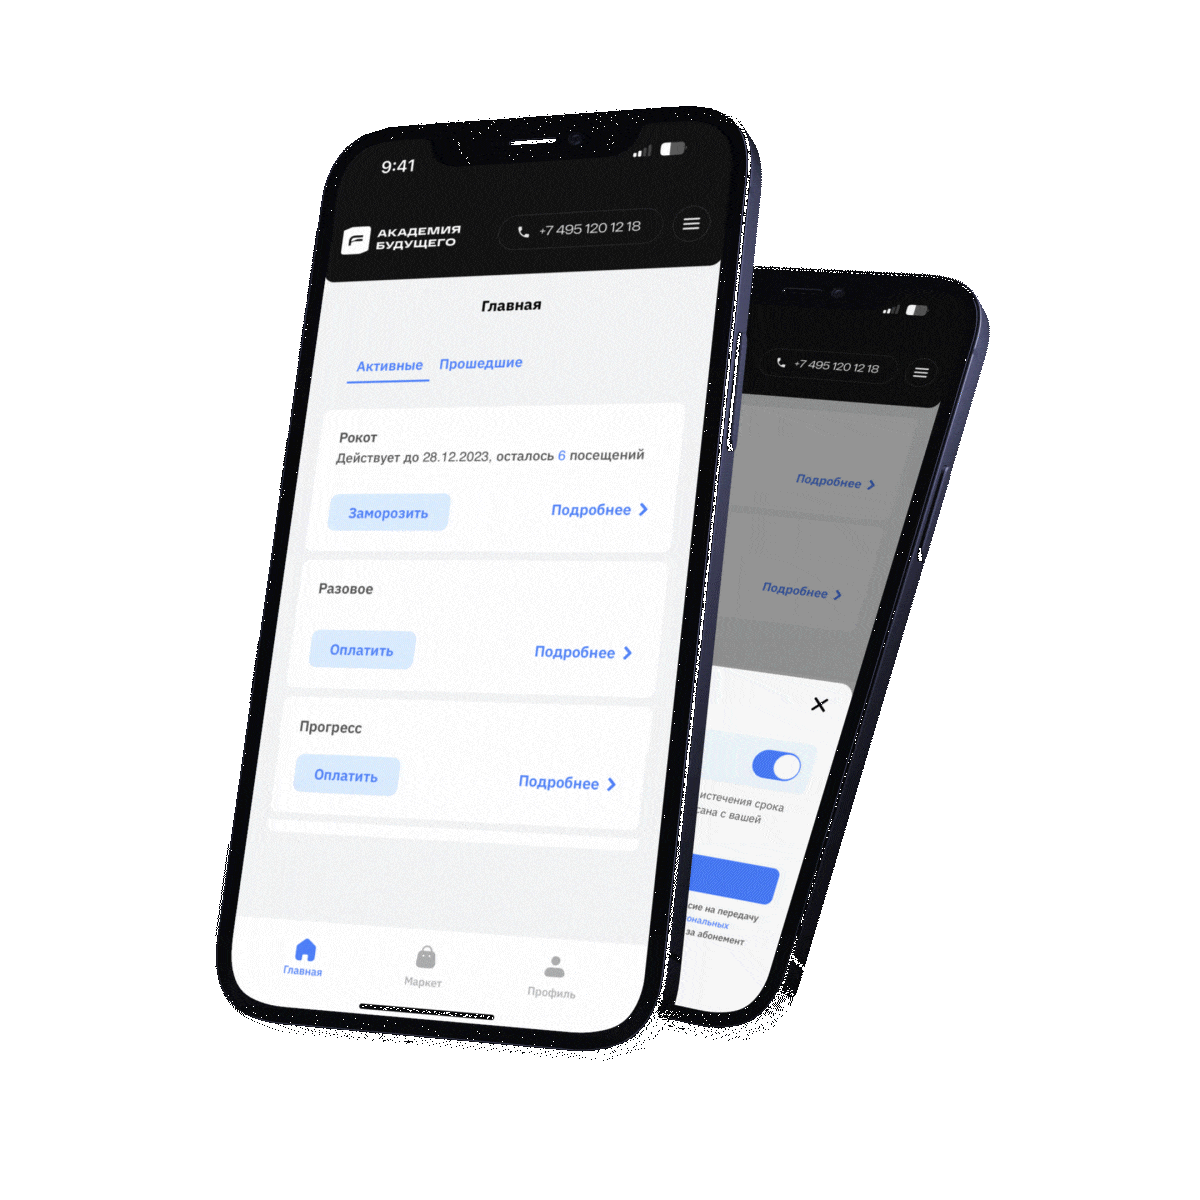 9:41
АКАДЕМИЯ
БУДУЩЕГО
+7 495 120 12 18
Главная
Активные
Прошедшие
Рокот
Действует до 28.12.2023, осталось 6 посещений
Заморозить
Подробнее
Разовое
Оплатить
Подробнее
Прогресс
Оплатить
Подробнее
Главная
Маркет
Профиль
+7 495 120 12 18
Подробнее
Подробнее
истечения срока
сана с вашей
сие на передачу
ональных
за абонемент